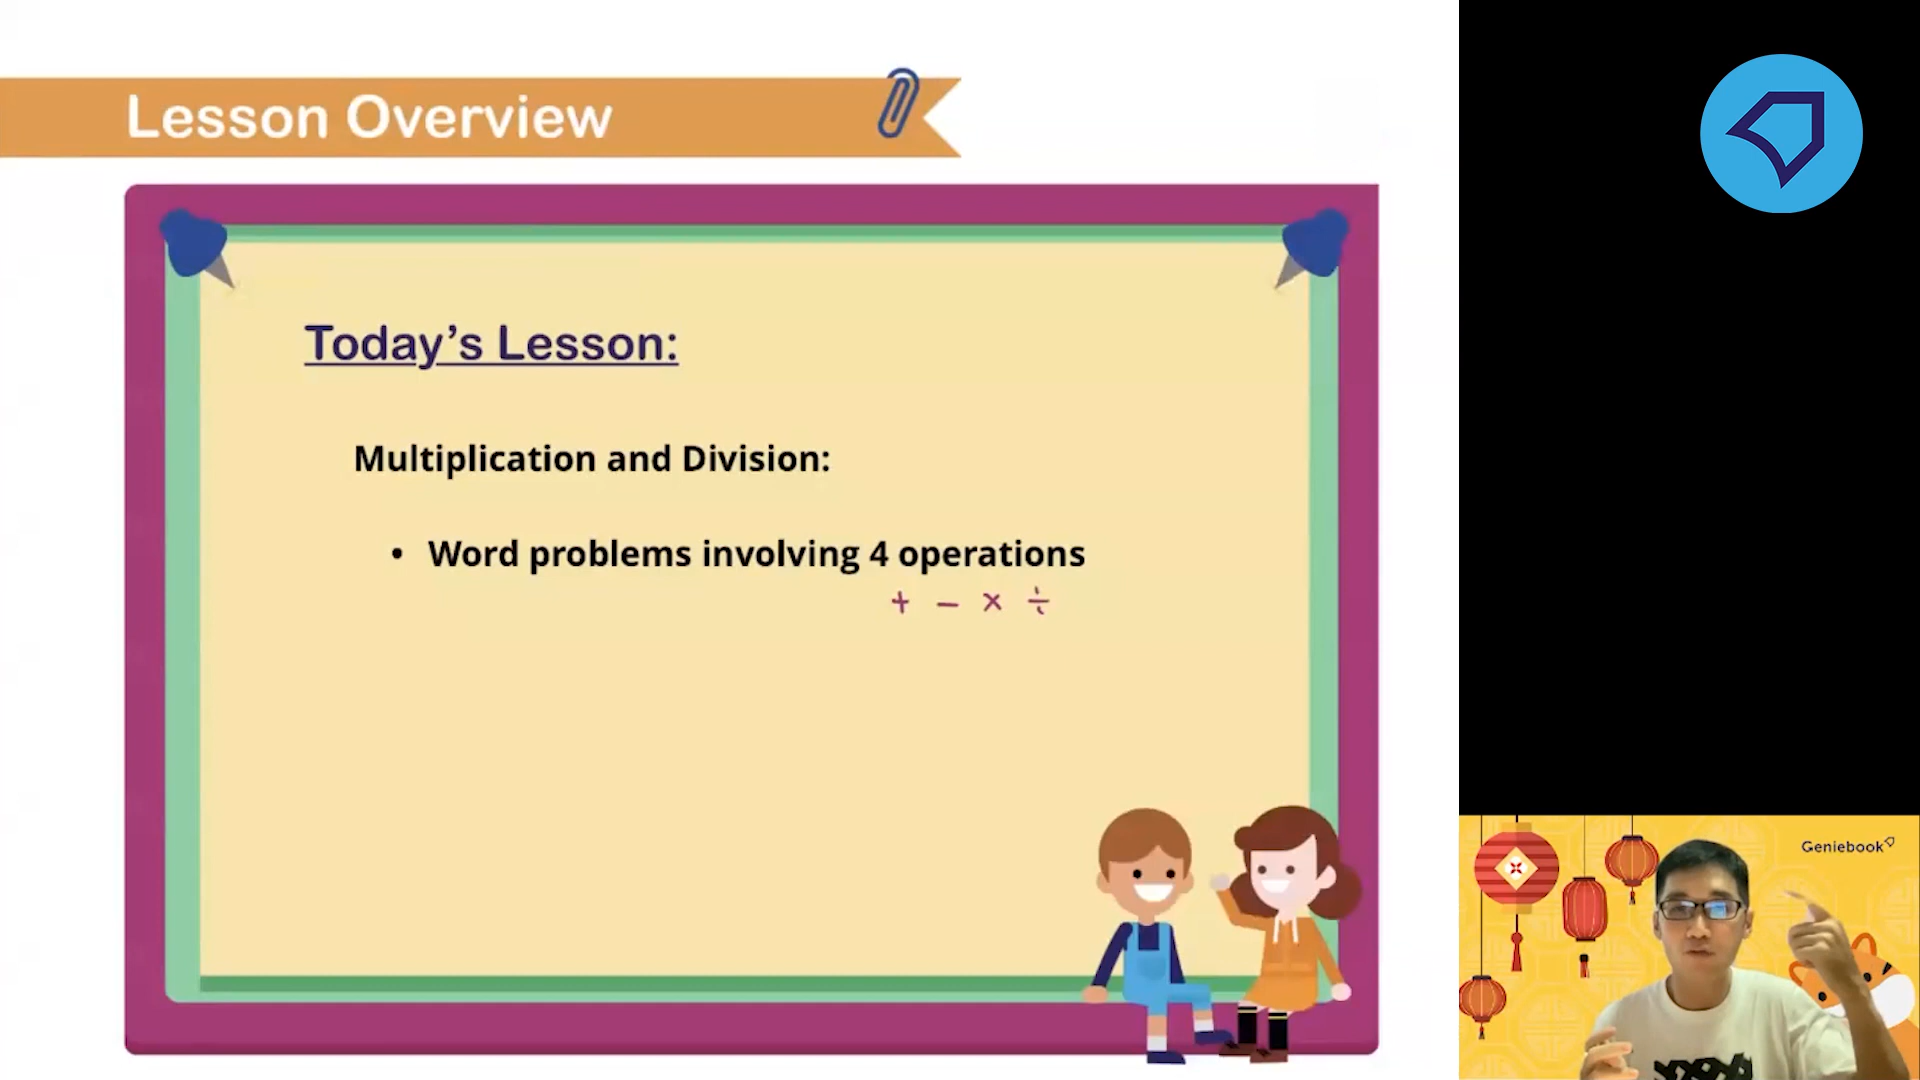 Lesson Overview
Today's Lesson:
Multiplication and Division:
• Word problems involving 4 operations
+ − × ÷
Geniebook